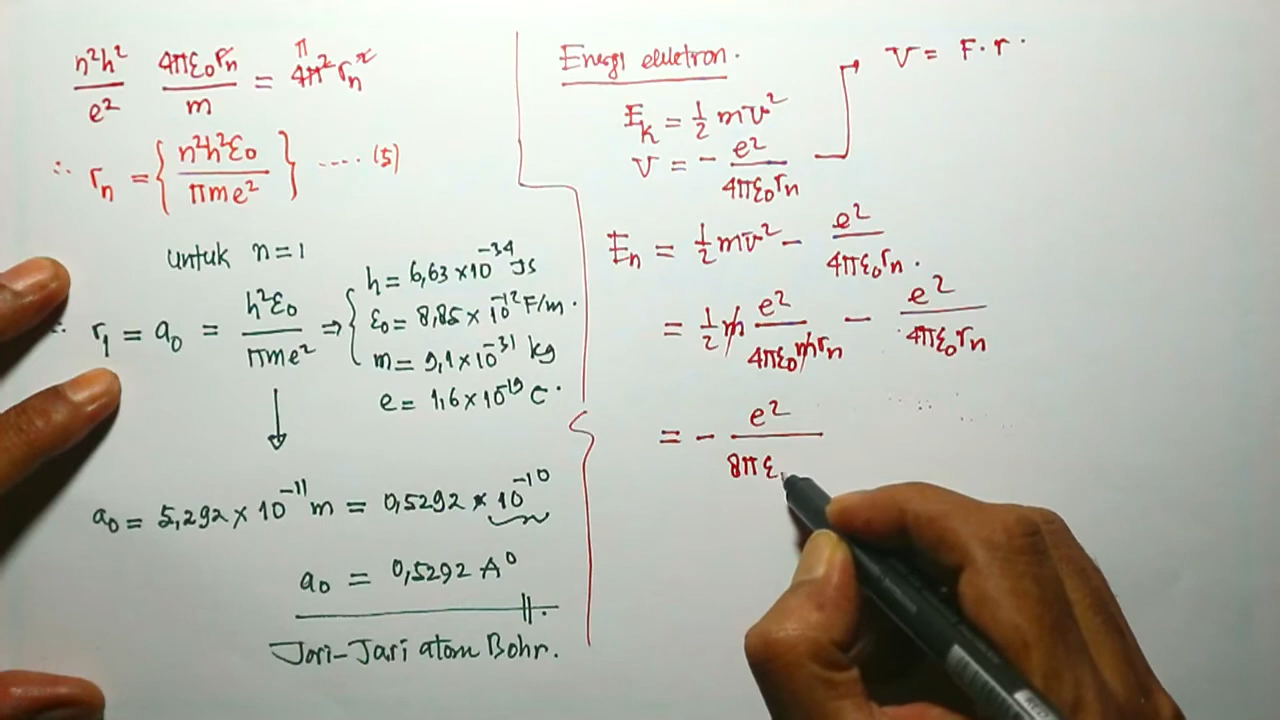 n²h²/e² 4πε₀rₙ/m = π 4π² rₙ²
∴ rₙ = {n²h²ε₀/πme²} .... (5)
untuk n = 1
∴ r₁ = a₀ = h²ε₀/πme² ⇒ {
h = 6,63 × 10⁻³⁴ Js
ε₀ = 8,85 × 10⁻¹² F/m.
m = 9,1 × 10⁻³¹ kg
e = 1,6 × 10⁻¹⁹ C.
a₀ = 5,292 × 10⁻¹¹ m = 0,5292 × 10⁻¹⁰
a₀ = 0,5292 A⁰
Jari-Jari atom Bohr.
Energi elektron.
V = F. r.
Eₖ = ½ mv²
V = - e²/4πε₀rₙ
Eₙ = ½ mv² - e²/4πε₀rₙ.
= ½ m e²/4πε₀mrₙ - e²/4πε₀rₙ
= - e²/8πε